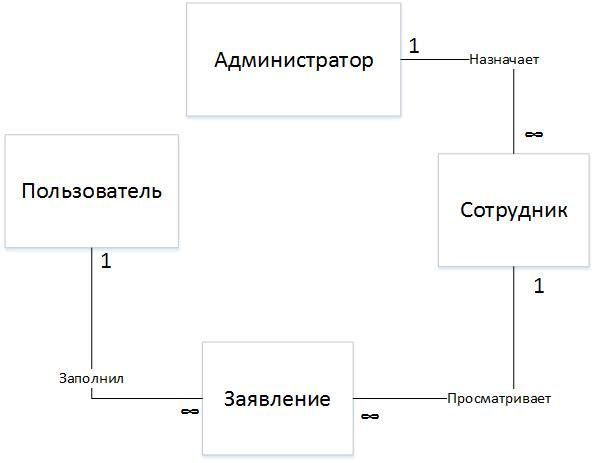 Администратор
1
Назначает
∞
Пользователь
Сотрудник
1
1
Заполнил
Заявление
Просматривает
∞
∞